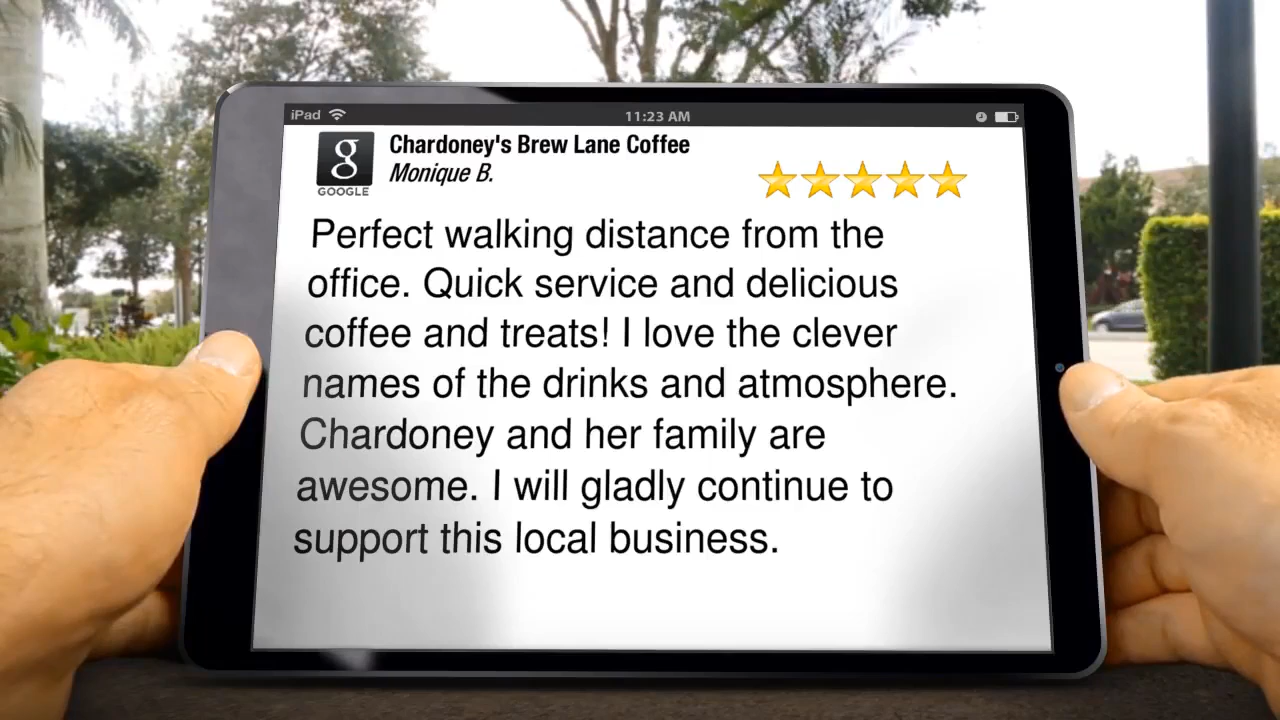 iPad 11:23 AM
g
GOOGLE
Chardoney's Brew Lane Coffee
Monique B.
Perfect walking distance from the
office. Quick service and delicious
coffee and treats! I love the clever
names of the drinks and atmosphere.
Chardoney and her family are
awesome. I will gladly continue to
support this local business.